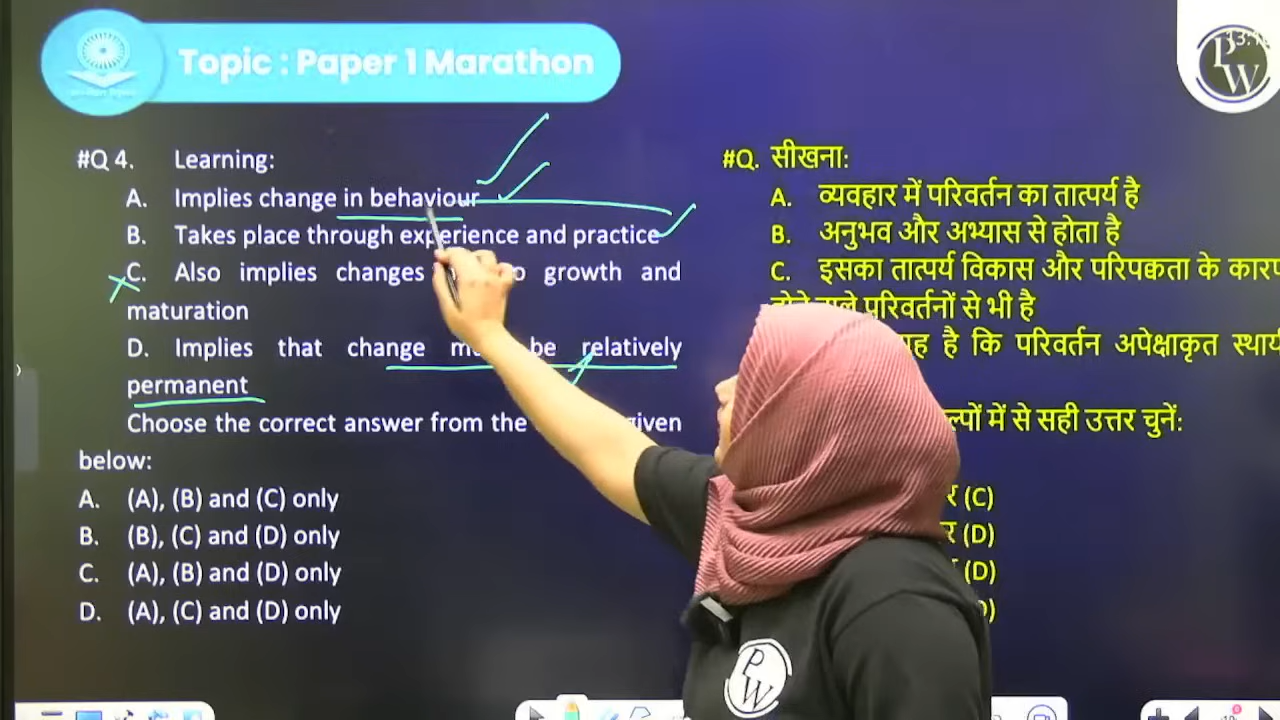 Topic : Paper 1 Marathon
PW
#Q 4. Learning:
A. Implies change in behaviour
B. Takes place through experience and practice
C. Also implies changes growth and
maturation
D. Implies that change be relatively
permanent
Choose the correct answer from the given
below:
A. (A), (B) and (C) only
B. (B), (C) and (D) only
C. (A), (B) and (D) only
D. (A), (C) and (D) only
#Q. सीखना:
A. व्यवहार में परिवर्तन का तात्पर्य है
B. अनुभव और अभ्यास से होता है
C. इसका तात्पर्य विकास और परिपक्वता के
परिवर्तनों से भी है
है कि परिवर्तन अपेक्षाकृत
में से सही उत्तर चुनें:
(C)
(D)
(D)
PW